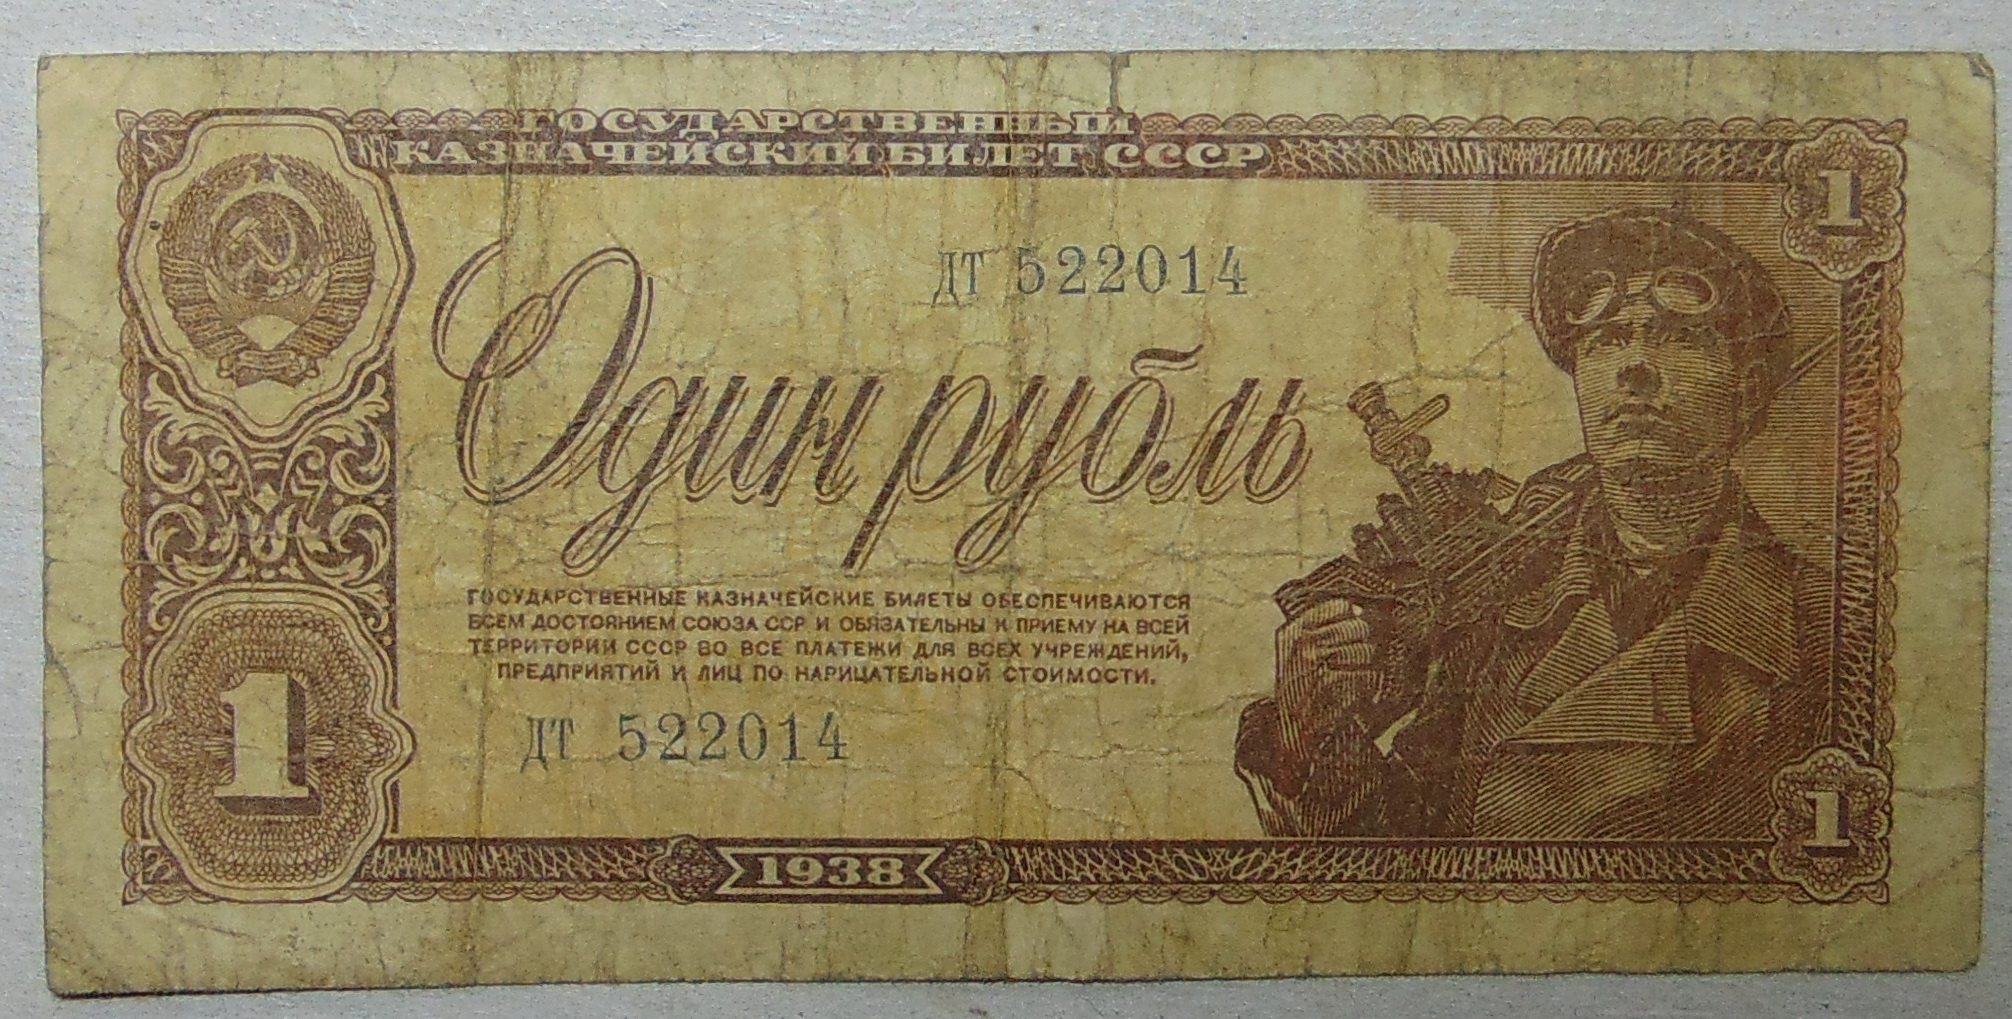 ГОСУДАРСТВЕННЫЙ
КАЗНАЧЕЙСКИЙ БИЛЕТ СССР
1
ДТ 522014
Один рубль
ГОСУДАРСТВЕННЫЕ КАЗНАЧЕЙСКИЕ БИЛЕТЫ ОБЕСПЕЧИВАЮТСЯ
ВСЕМ ДОСТОЯНИЕМ СОЮЗА ССР И ОБЯЗАТЕЛЬНЫ К ПРИЕМУ НА ВСЕЙ
ТЕРРИТОРИИ СССР ВО ВСЕ ПЛАТЕЖИ ДЛЯ ВСЕХ УЧРЕЖДЕНИЙ,
ПРЕДПРИЯТИЙ И ЛИЦ ПО НАРИЦАТЕЛЬНОЙ СТОИМОСТИ.
1
ДТ 522014
1
1938